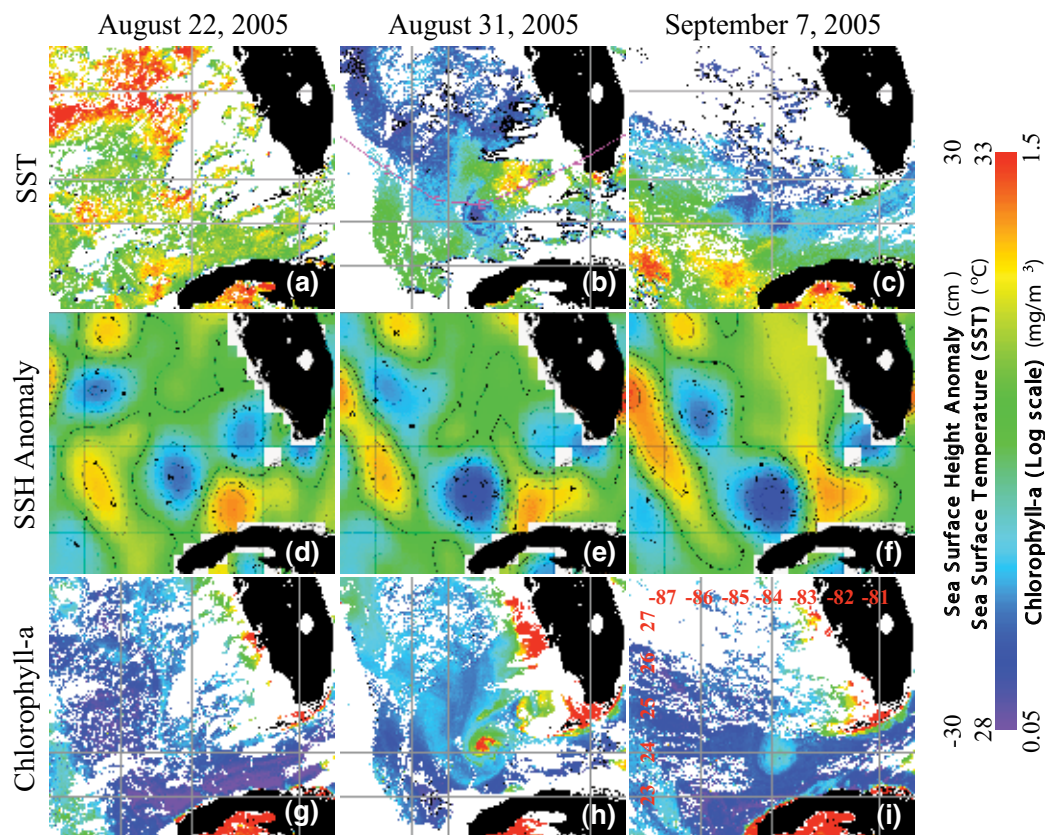 August 22, 2005
August 31, 2005
September 7, 2005
SST
(a)
(b)
(c)
SSH Anomaly
(d)
(e)
(f)
Chlorophyll-a
(g)
(h)
-87 -86 -85 -84 -83 -82 -81
27
26
25
24
23
(i)
30
33
1.5
Sea Surface Height Anomaly (cm)
Sea Surface Temperature (SST) (°C)
Chlorophyll-a (Log scale) (mg/m 3)
-30
28
0.05